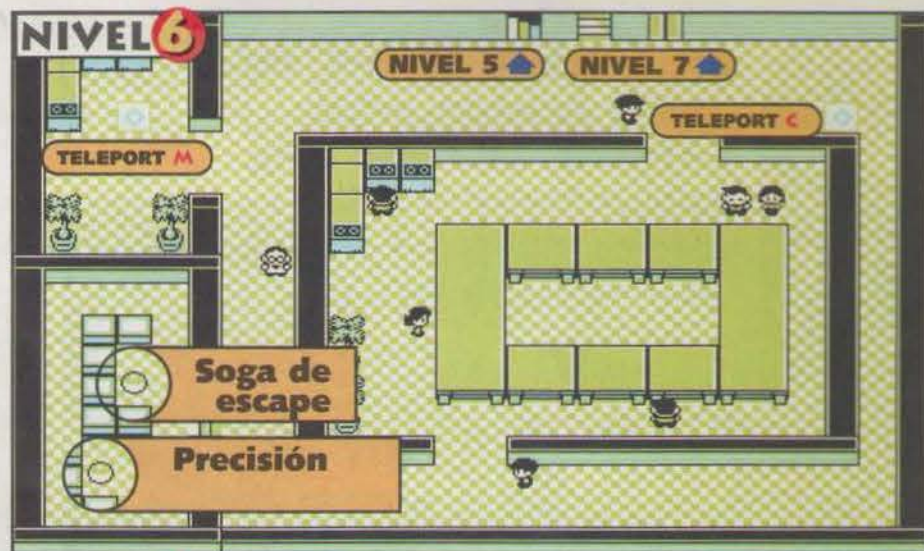 NIVEL 6
NIVEL 5
NIVEL 7
TELEPORT C
TELEPORT M
Soga de
escape
Precisión